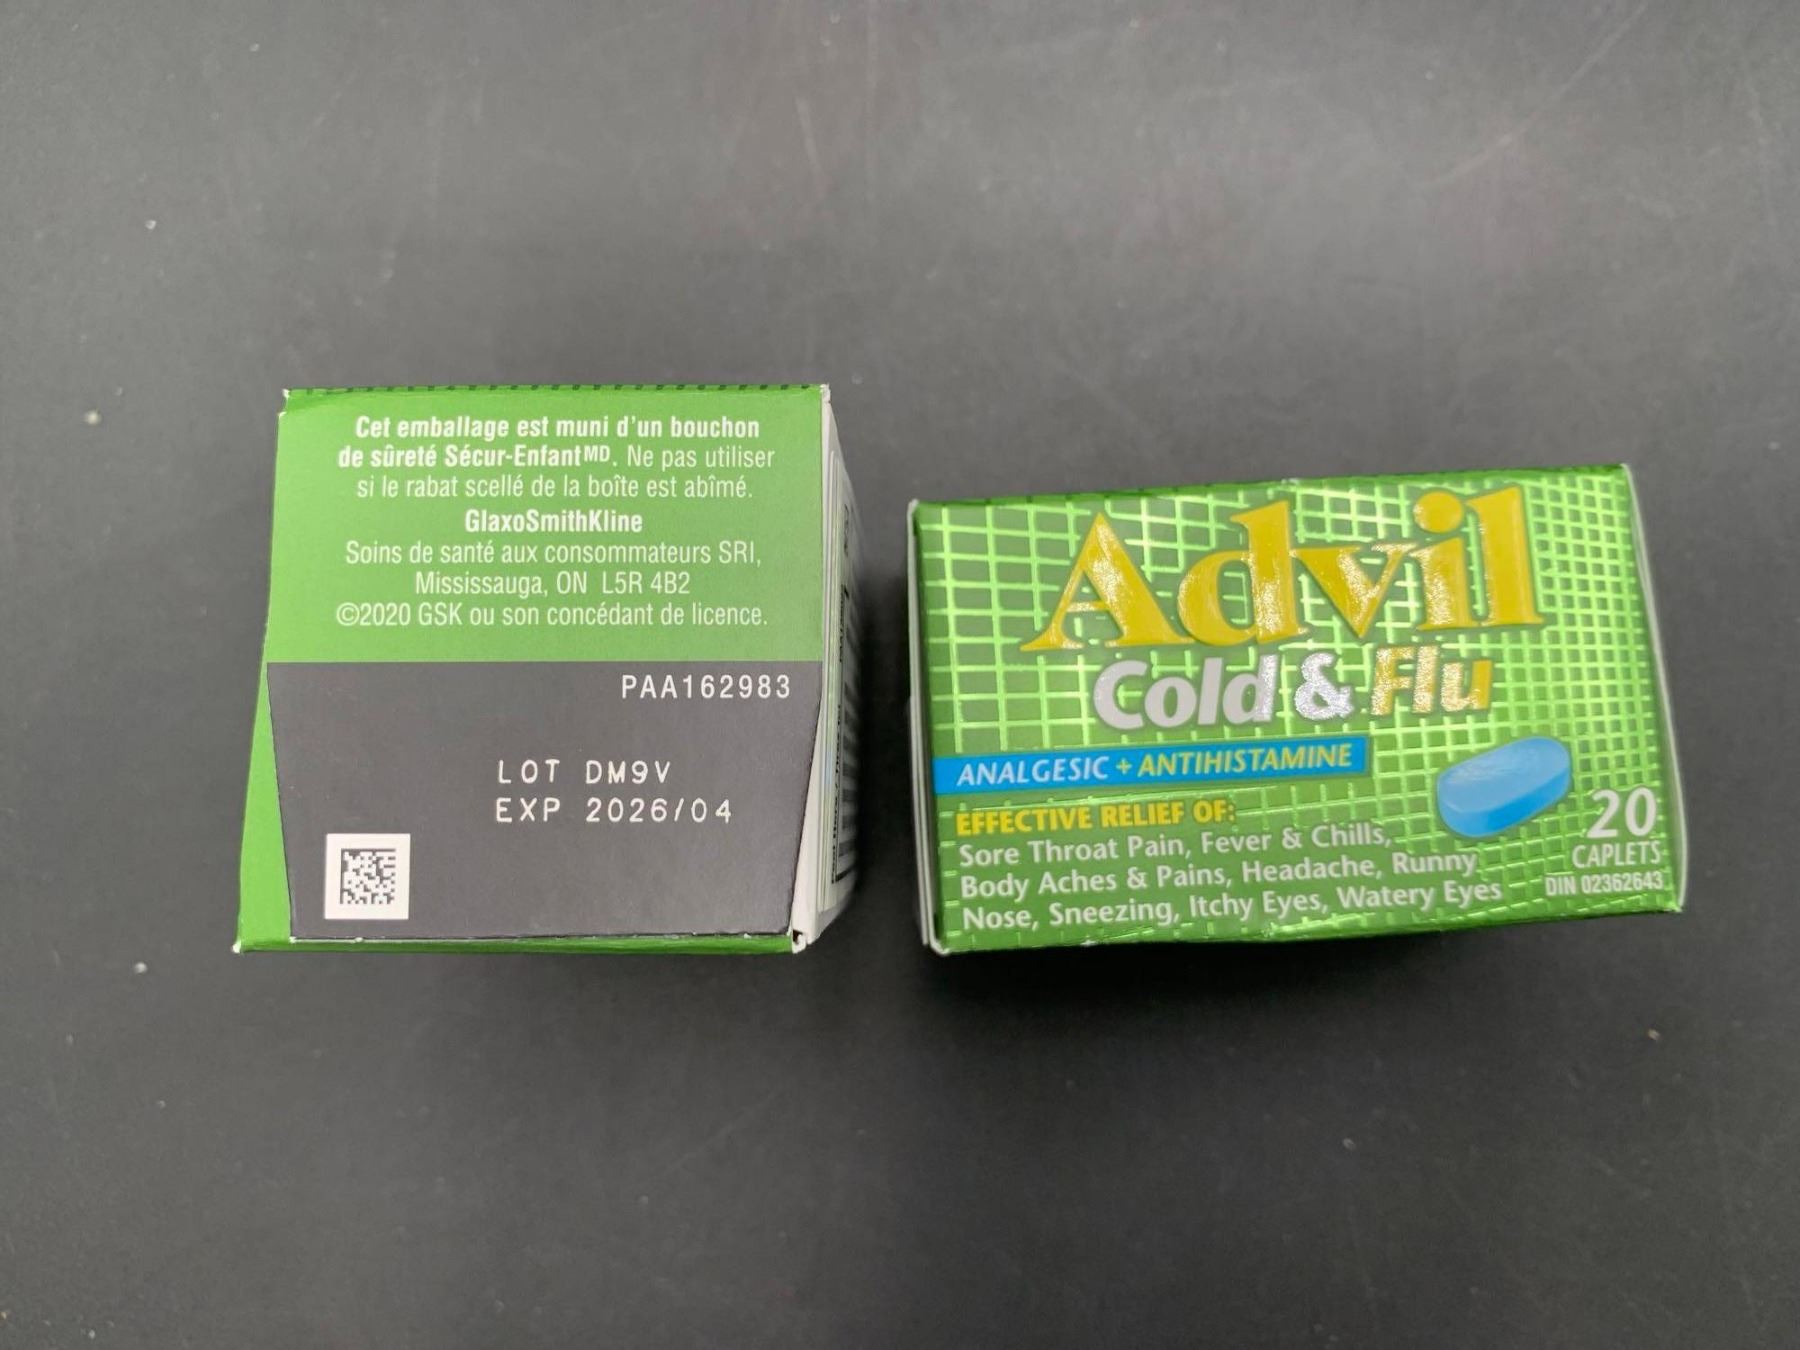 Cet emballage est muni d'un bouchon
de sûreté Sécur-Enfant MD. Ne pas utiliser
si le rabat scellé de la boîte est abîmé.
GlaxoSmithKline
Soins de santé aux consommateurs SRI,
Mississauga, ON L5R 4B2
©2020 GSK ou son concédant de licence.
PAA162983
LOT DM9V
EXP 2026/04
Advil
Cold & Flu
ANALGESIC + ANTIHISTAMINE
EFFECTIVE RELIEF OF:
Sore Throat Pain, Fever & Chills,
Body Aches & Pains, Headache, Runny
Nose, Sneezing, Itchy Eyes, Watery Eyes
20
CAPLETS
DIN 02362643